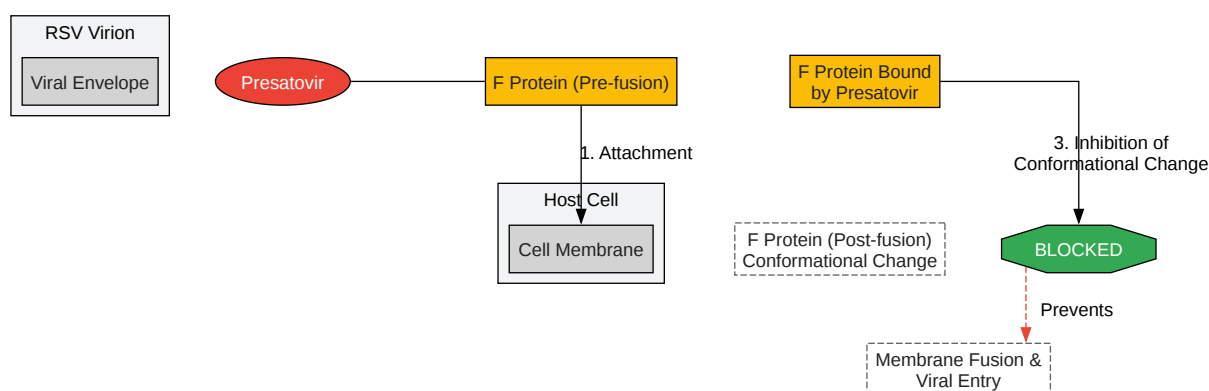 RSV Virion
Viral Envelope
Presatovir
F Protein (Pre-fusion)
F Protein Bound
by Presatovir
1. Attachment
3. Inhibition of
Conformational Change
Host Cell
Cell Membrane
F Protein (Post-fusion)
Conformational Change
BLOCKED
Prevents
Membrane Fusion &
Viral Entry